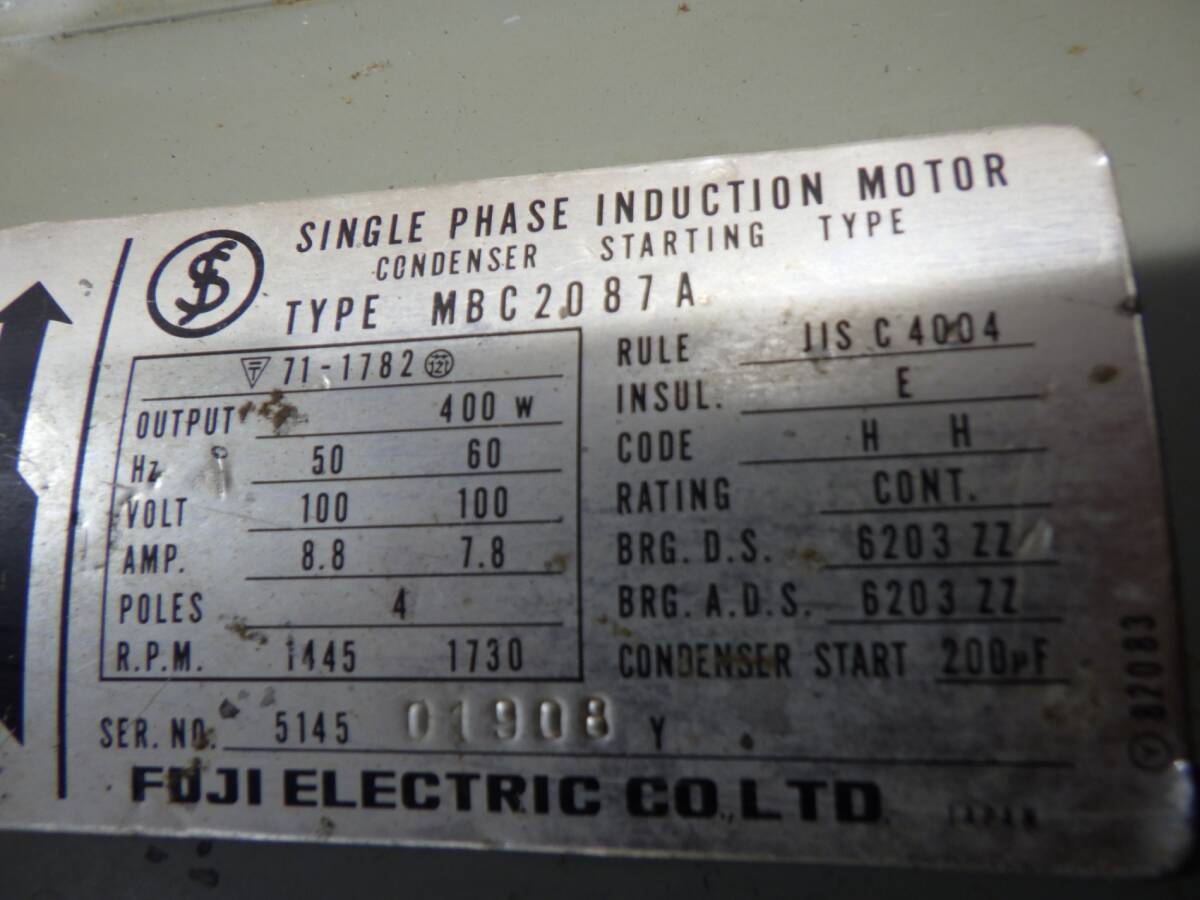 SINGLE PHASE INDUCTION MOTOR
CONDENSER STARTING TYPE
TYPE MBC2087A
〒 71-1782
OUTPUT 400 W
Hz 50 60
VOLT 100 100
AMP. 8.8 7.8
POLES 4
R.P.M. 1445 1730
RULE JIS C 4004
INSUL. E
CODE H H
RATING CONT.
BRG. D.S. 6203 ZZ
BRG. A.D.S. 6203 ZZ
CONDENSER START 200μF
SER. NO. 5145 01908 Y
FUJI ELECTRIC CO., LTD. JAPAN
Y 82083